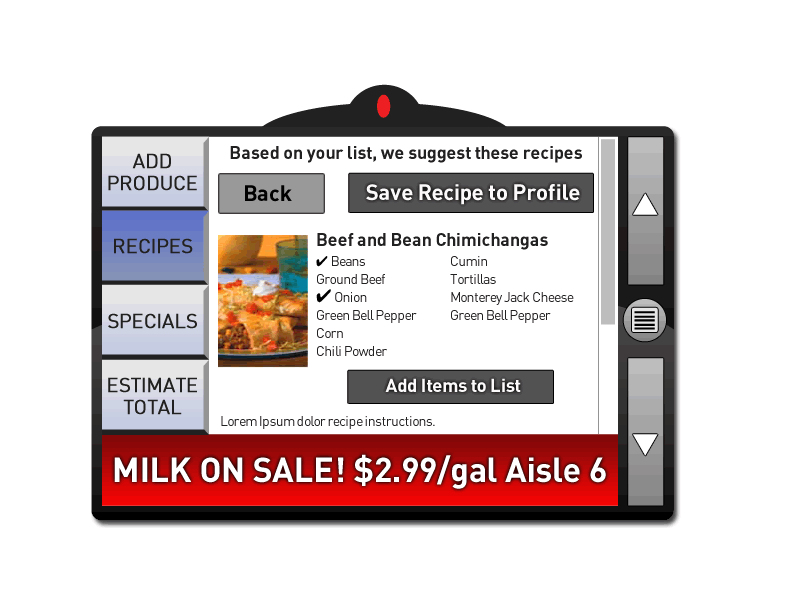 ADD
PRODUCE
RECIPES
SPECIALS
ESTIMATE
TOTAL
Based on your list, we suggest these recipes
Back
Save Recipe to Profile
Beef and Bean Chimichangas
✔ Beans
Ground Beef
✔ Onion
Green Bell Pepper
Corn
Chili Powder
Cumin
Tortillas
Monterey Jack Cheese
Green Bell Pepper
Add Items to List
Lorem Ipsum dolor recipe instructions.
MILK ON SALE! $2.99/gal Aisle 6